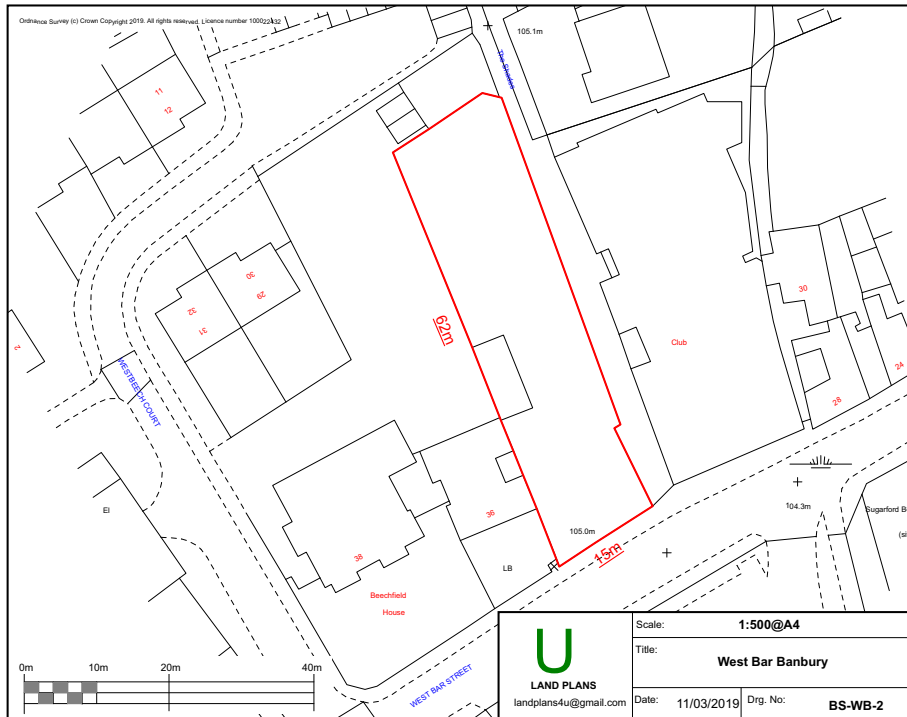 Ordnance Survey (c) Crown Copyright 2019. All rights reserved. Licence number 100022432
105.1m
The Shades
11
12
30
29
32
31
62m
Club
30
28
24
2
WESTBEECH COURT
El
36
38
105.0m
15m
104.3m
LB
Beechfield
House
WEST BAR STREET
0m 10m 20m 40m
U
LAND PLANS
landplans4u@gmail.com
Scale: 1:500@A4
Title:
West Bar Banbury
Date: 11/03/2019
Drg. No: BS-WB-2